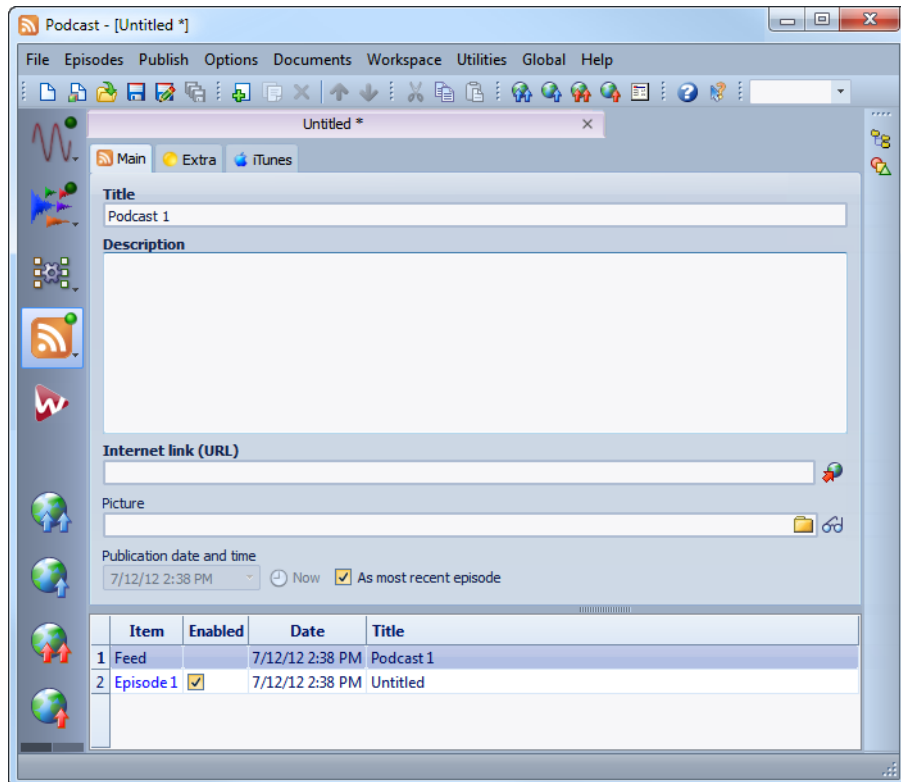 Podcast - [Untitled *]
File Episodes Publish Options Documents Workspace Utilities Global Help
Untitled *
Main Extra iTunes
Title
Podcast 1
Description
Internet link (URL)
Picture
Publication date and time
7/12/12 2:38 PM Now As most recent episode
Item Enabled Date Title
1 Feed 7/12/12 2:38 PM Podcast 1
2 Episode 1 7/12/12 2:38 PM Untitled